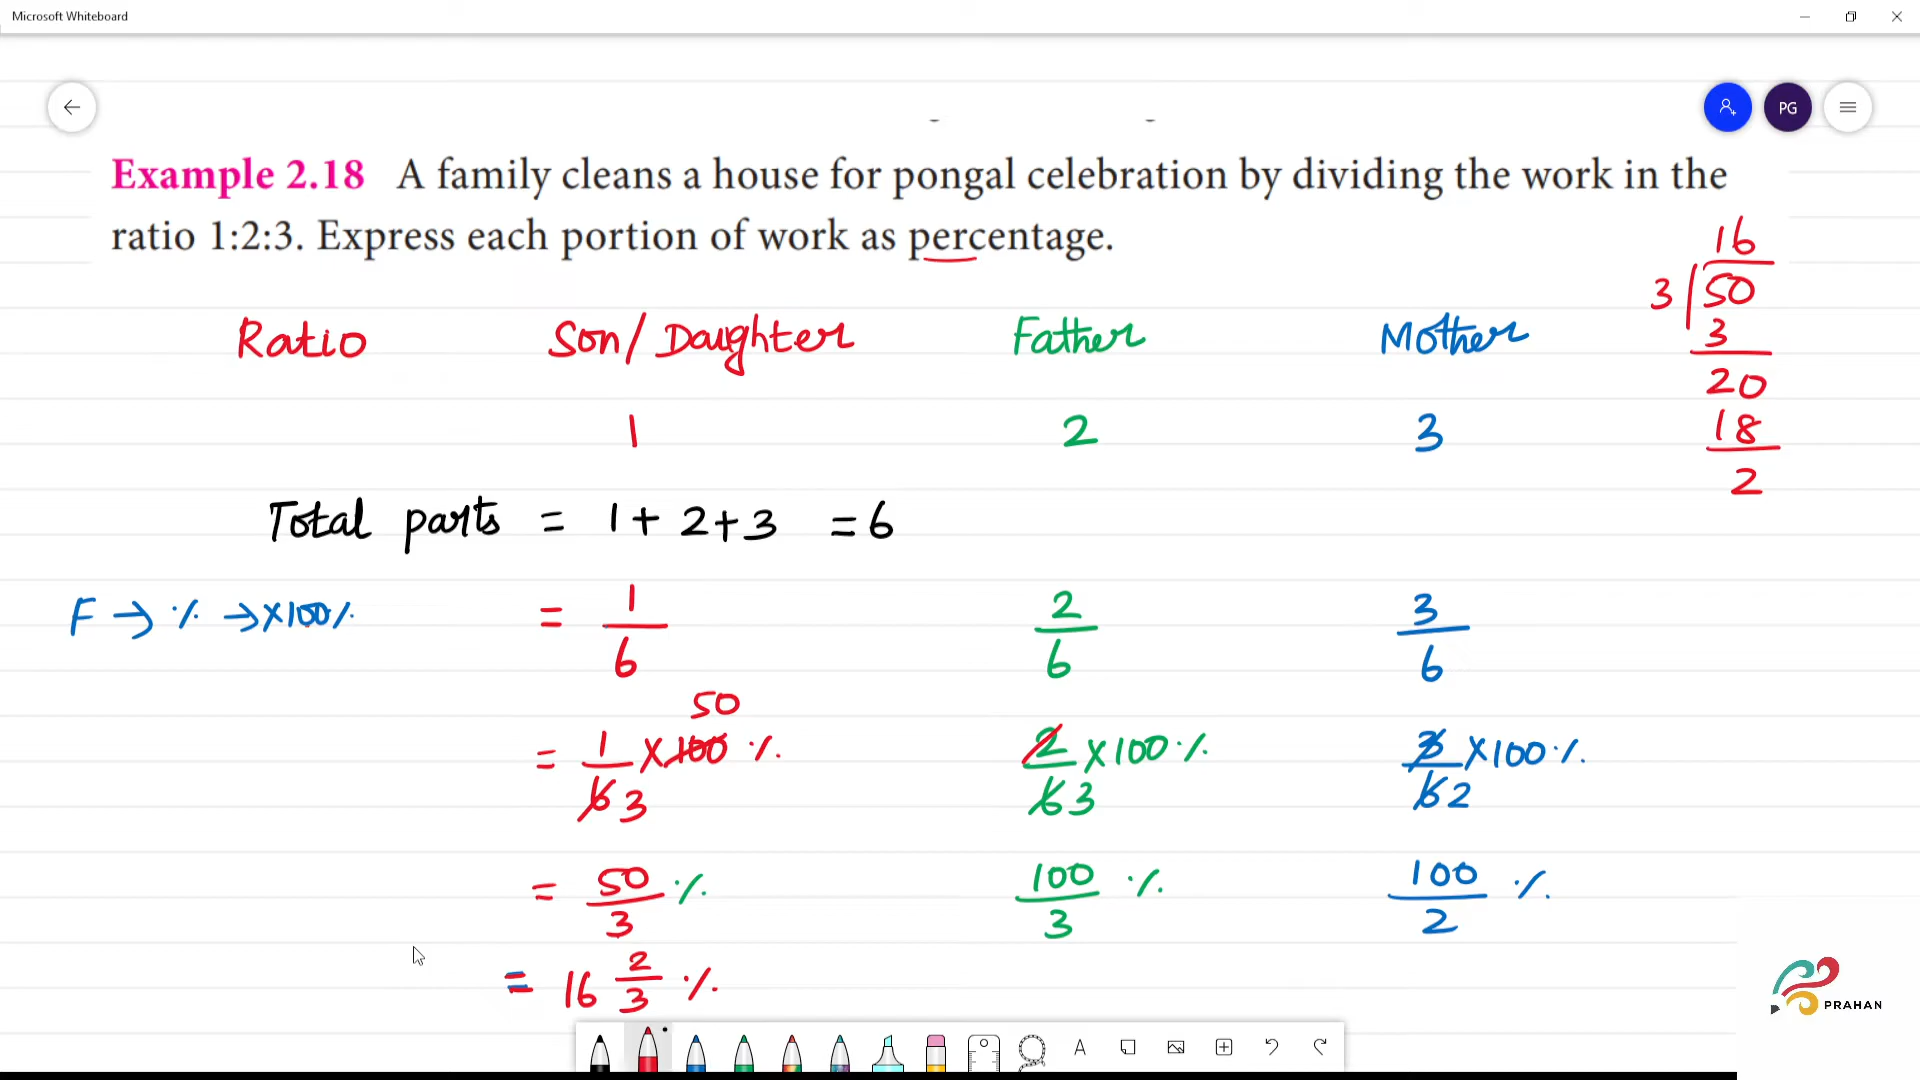 Microsoft Whiteboard
PG
Example 2.18 A family cleans a house for pongal celebration by dividing the work in the
ratio 1:2:3. Express each portion of work as percentage.
16
3 50
3
20
18
2
Ratio Son/Daughter Father Mother
1 2 3
Total parts = 1+2+3 =6
F → % → ×100%
= 1/6 2/6 3/6
50
= 1/6 3 ×100 % 2/6 3 ×100% 3/6 2 ×100%
= 50/3 % 100/3 % 100/2 %
= 16 2/3 %
PRAHAN
A